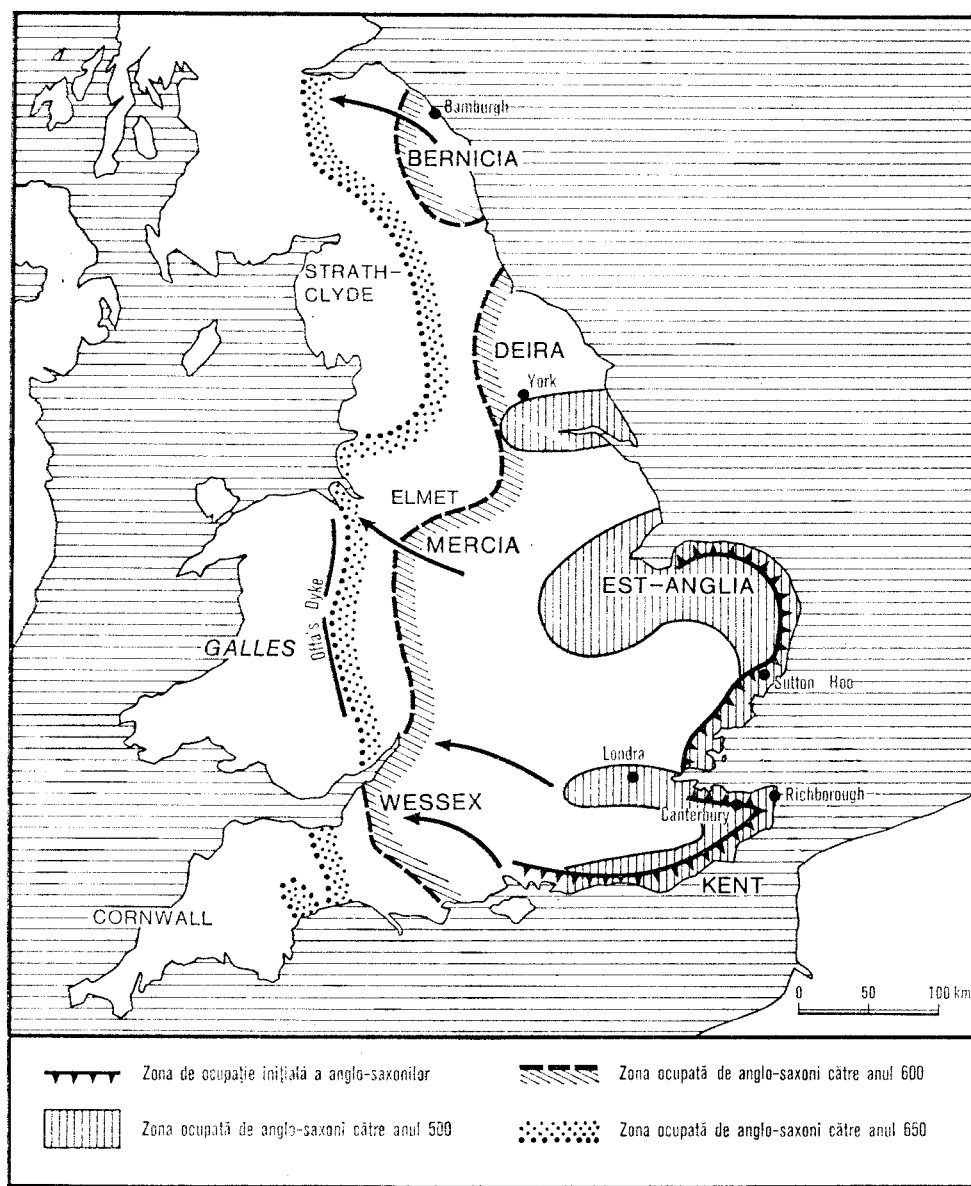 Bamburgh
BERNICIA
STRATH-
CLYDE
DEIRA
York
ELMET
MERCIA
EST-ANGLIA
Offa's Dyke
GALLES
Sutton Hoo
Londra
WESSEX
Richborough
Canterbury
KENT
CORNWALL
0 50 100 km
Zona de ocupație inițială a anglo-saxonilor
Zona ocupată de anglo-saxoni către anul 600
Zona ocupată de anglo-saxoni către anul 500
Zona ocupată de anglo-saxoni către anul 650